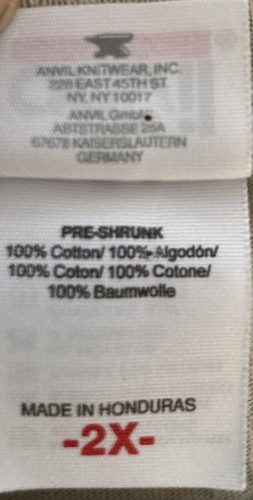 ANVIL KNITWEAR, INC.
228 EAST 45TH ST.
NY, NY 10017
ANVIL GmbH
ABTSTRASSE 25A
67678 KAISERSLAUTERN
GERMANY
PRE-SHRUNK
100% Cotton/ 100% Algodón/
100% Coton/ 100% Cotone/
100% Baumwolle
MADE IN HONDURAS
-2X-